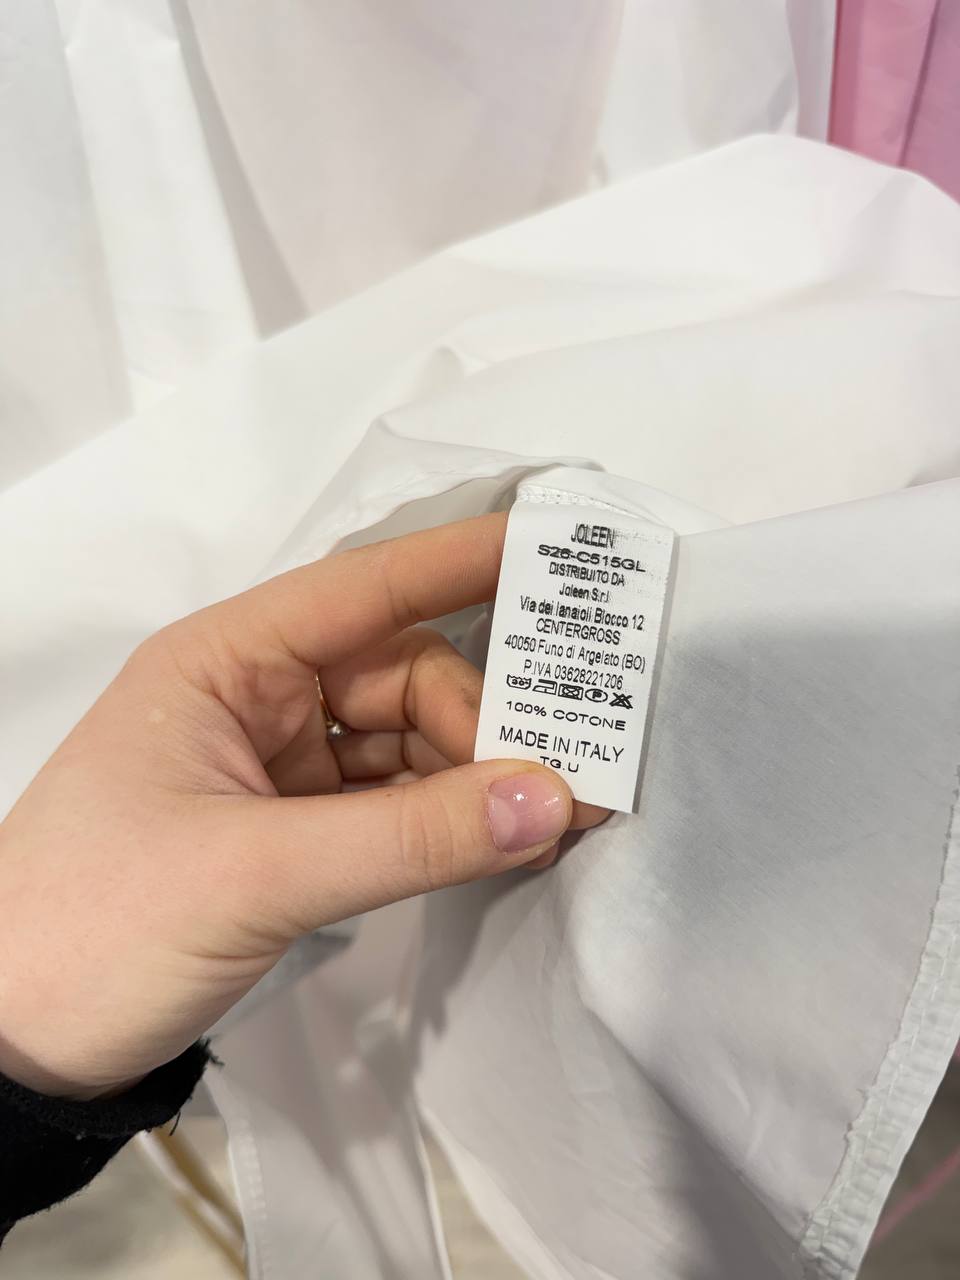 JOLEEN
S26-C515GL
DISTRIBUITO DA
Joleen S.r.l
Via dei lanaioli Blocco 12
CENTERGROSS
40050 Funo di Argelato (BO)
P.IVA 03628221206
100% COTONE
MADE IN ITALY
TG.U